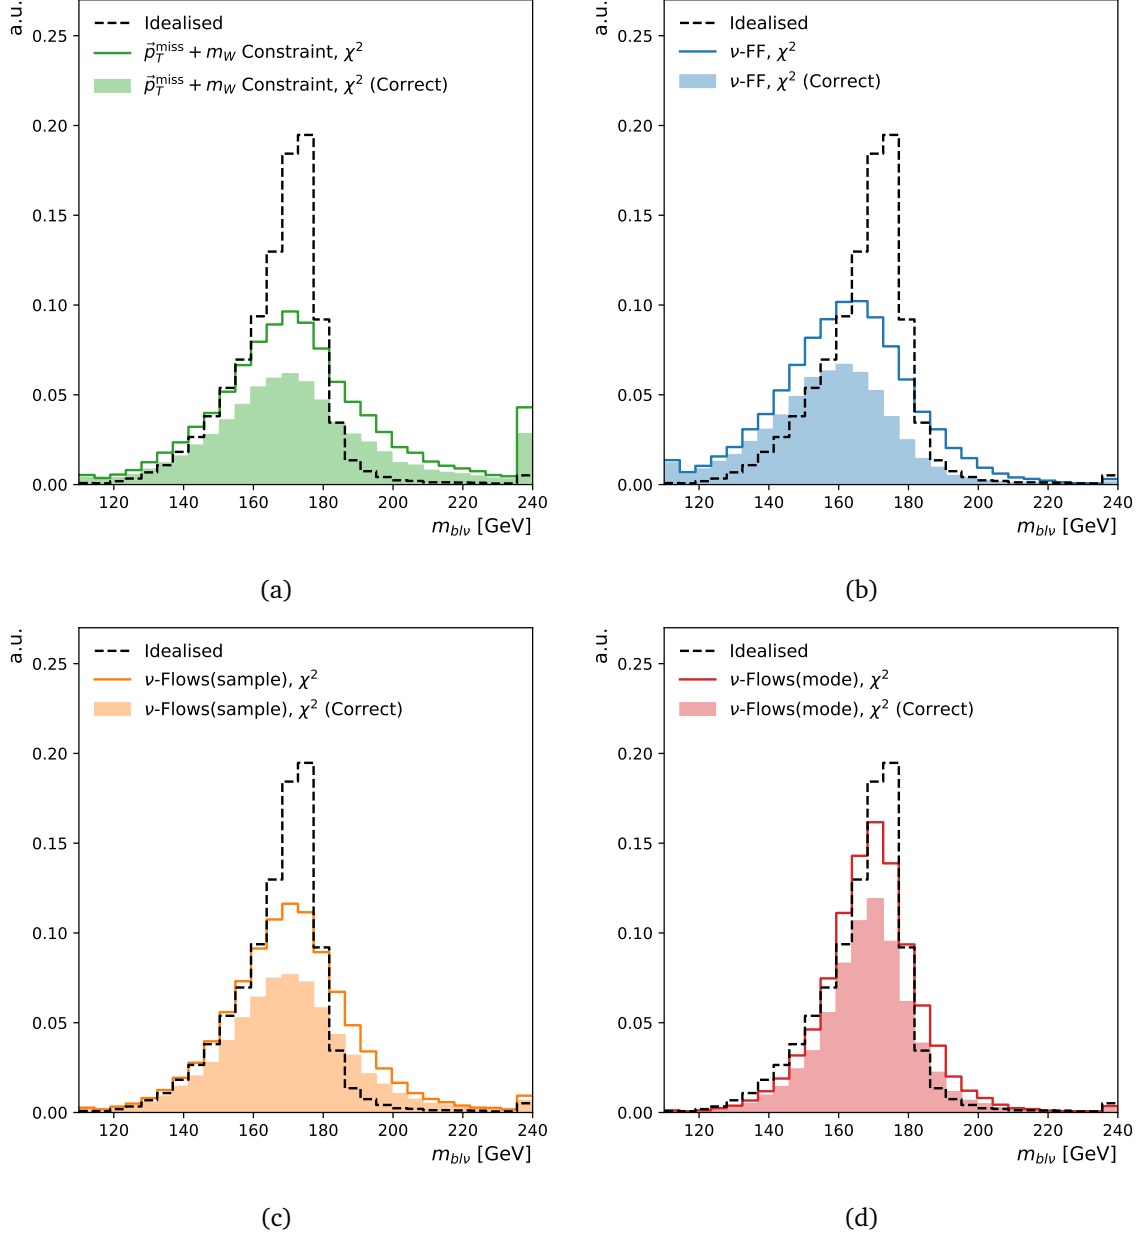 a.u.
0.25
0.20
0.15
0.10
0.05
0.00
Idealised
p⃗_T^miss + m_W Constraint, χ²
p⃗_T^miss + m_W Constraint, χ² (Correct)
120 140 160 180 200 220 240
m_blν [GeV]
(a)
a.u.
0.25
0.20
0.15
0.10
0.05
0.00
Idealised
ν-FF, χ²
ν-FF, χ² (Correct)
120 140 160 180 200 220 240
m_blν [GeV]
(b)
a.u.
0.25
0.20
0.15
0.10
0.05
0.00
Idealised
ν-Flows(sample), χ²
ν-Flows(sample), χ² (Correct)
120 140 160 180 200 220 240
m_blν [GeV]
(c)
a.u.
0.25
0.20
0.15
0.10
0.05
0.00
Idealised
ν-Flows(mode), χ²
ν-Flows(mode), χ² (Correct)
120 140 160 180 200 220 240
m_blν [GeV]
(d)